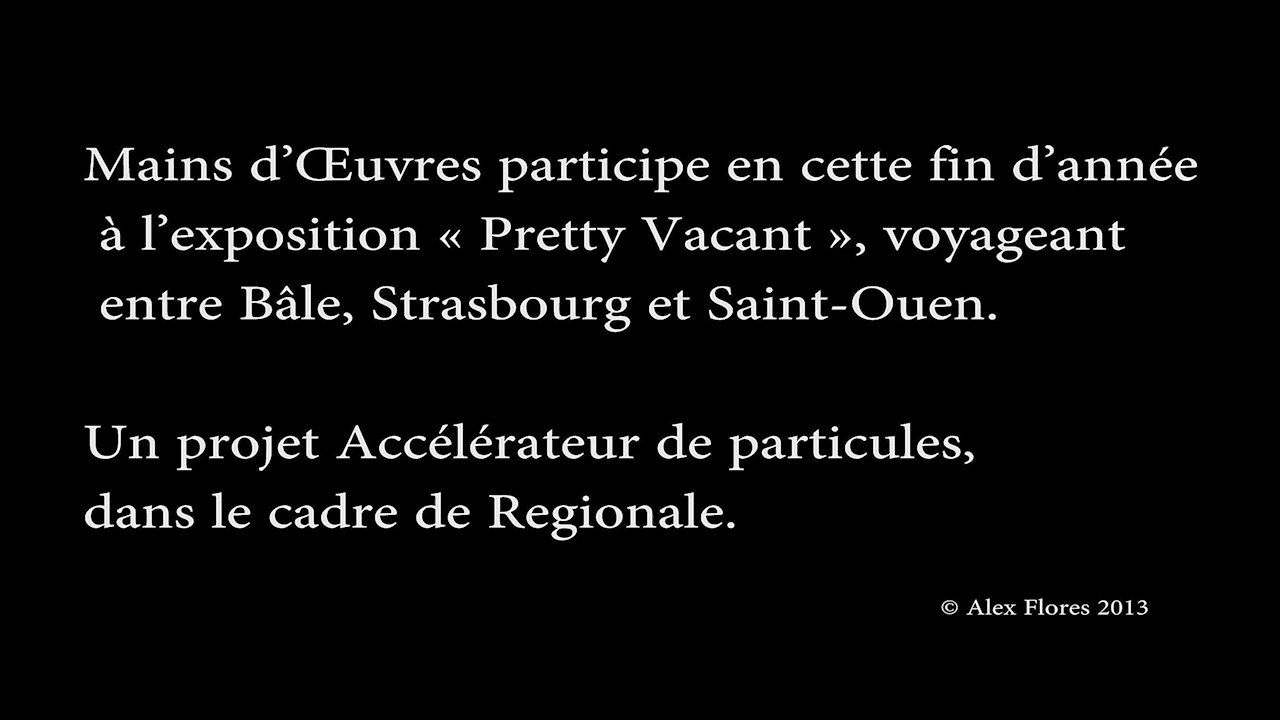 Mains d’Œuvres participe en cette fin d’année
à l’exposition « Pretty Vacant », voyageant
entre Bâle, Strasbourg et Saint-Ouen.
Un projet Accélérateur de particules,
dans le cadre de Regionale.
© Alex Flores 2013